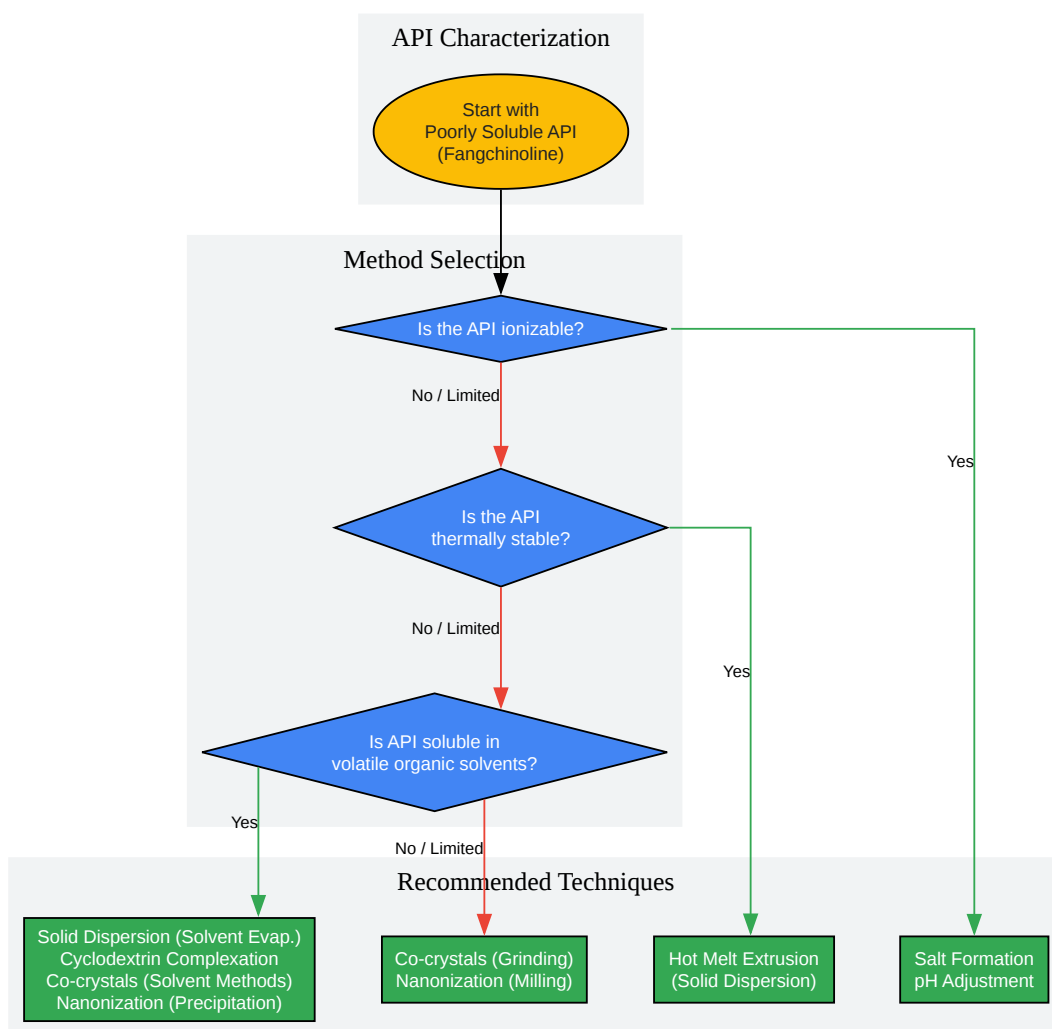 API Characterization
Start with
Poorly Soluble API
(Fangchinoline)
Method Selection
Is the API ionizable?
No / Limited
Yes
Is the API
thermally stable?
No / Limited
Yes
Is API soluble in
volatile organic solvents?
Yes
No / Limited
Recommended Techniques
Solid Dispersion (Solvent Evap.)
Cyclodextrin Complexation
Co-crystals (Solvent Methods)
Nanonization (Precipitation)
Co-crystals (Grinding)
Nanonization (Milling)
Hot Melt Extrusion
(Solid Dispersion)
Salt Formation
pH Adjustment